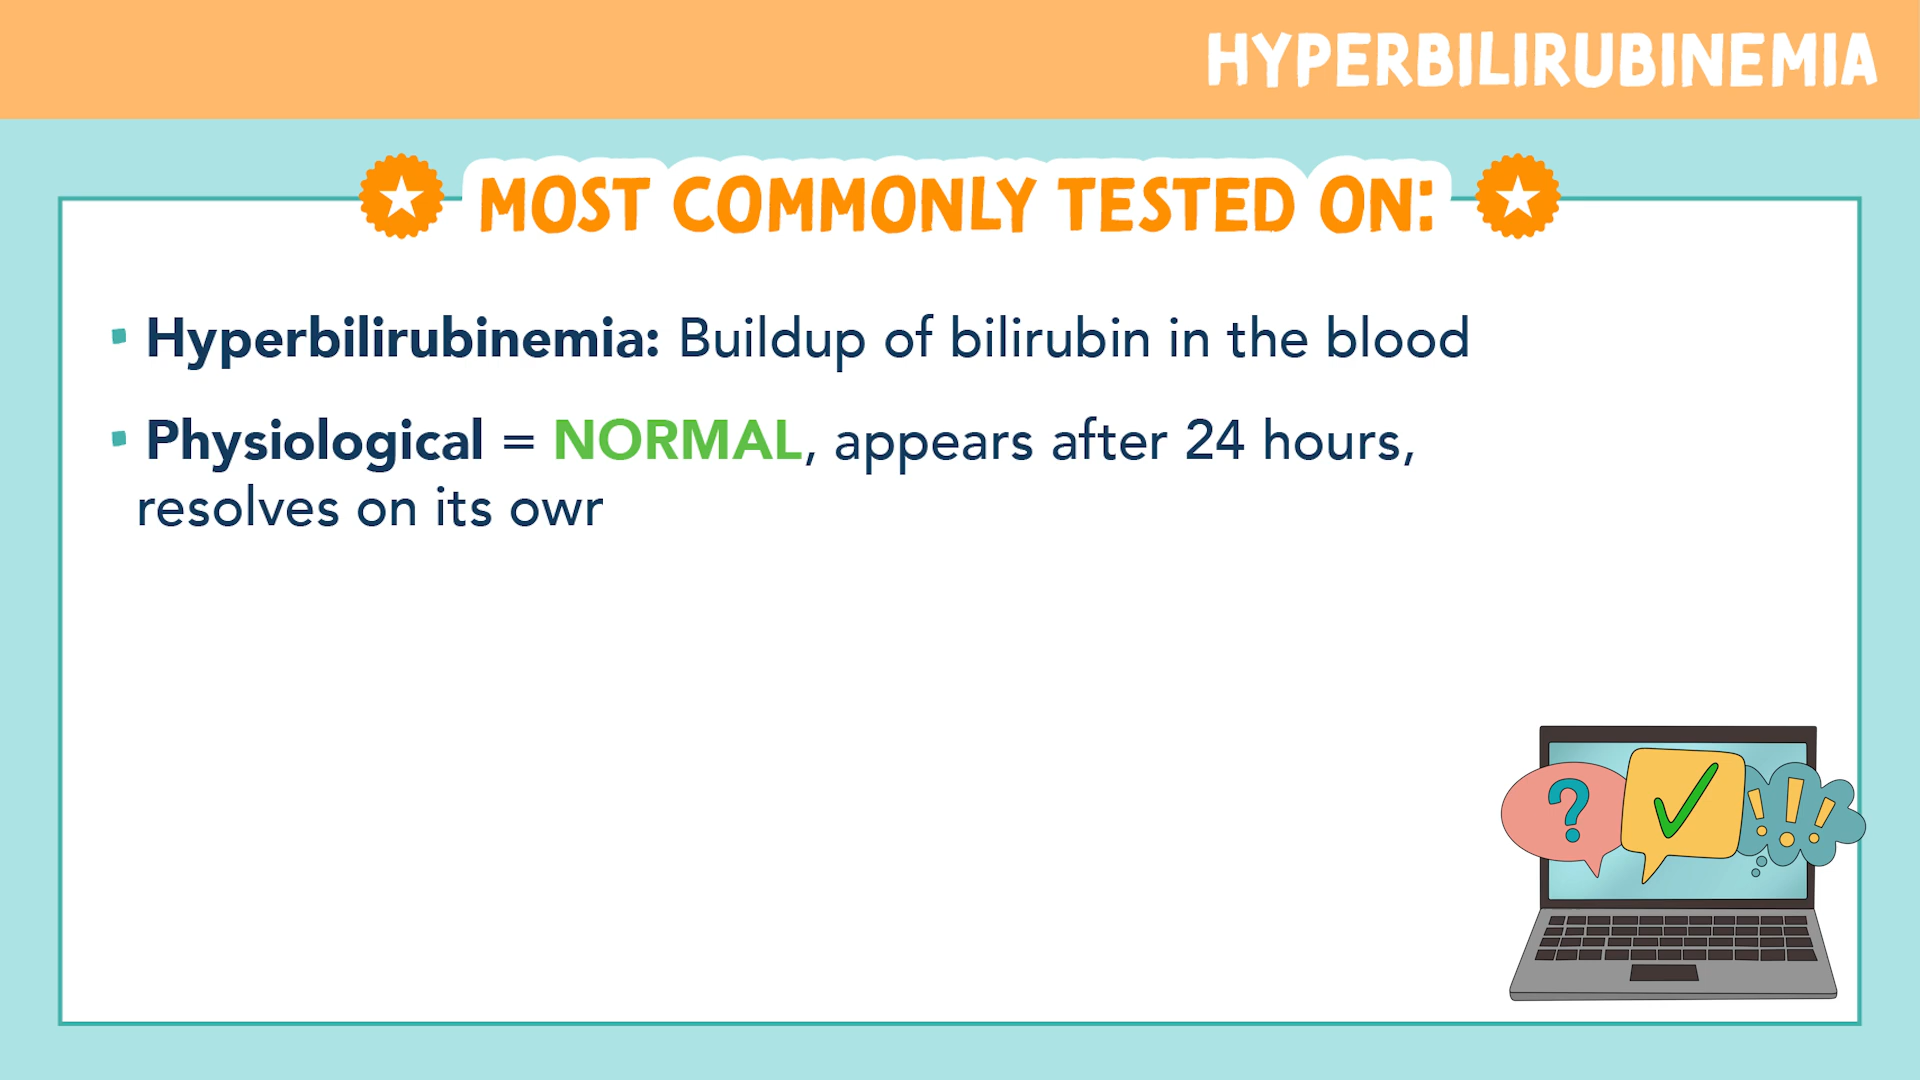 HYPERBILIRUBINEMIA
MOST COMMONLY TESTED ON:
▪ Hyperbilirubinemia: Buildup of bilirubin in the blood
▪ Physiological = NORMAL, appears after 24 hours,
resolves on its owr
? ✓ !!!